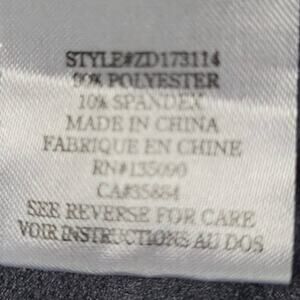 STYLE#ZD173114
90% POLYESTER
10% SPANDEX
MADE IN CHINA
FABRIQUE EN CHINE
RN#135090
CA#35884
SEE REVERSE FOR CARE
VOIR INSTRUCTIONS AU DOS